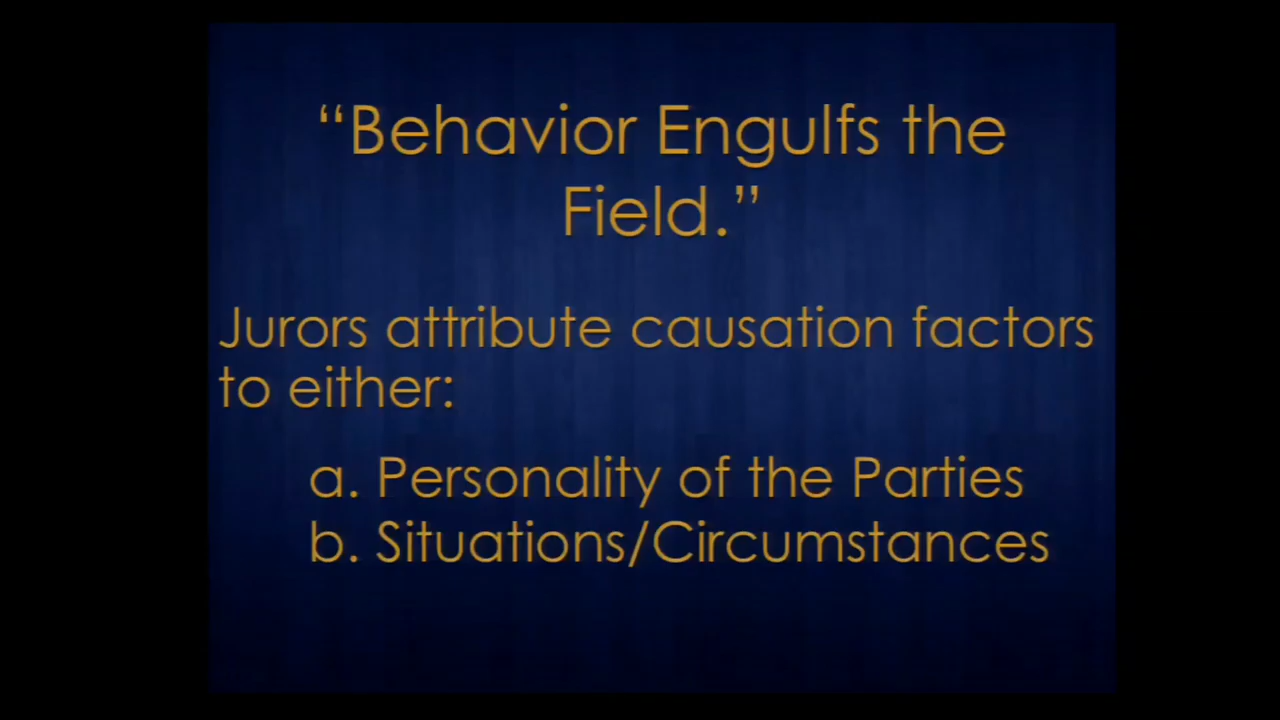 “Behavior Engulfs the
Field.”
Jurors attribute causation factors
to either:
a. Personality of the Parties
b. Situations/Circumstances